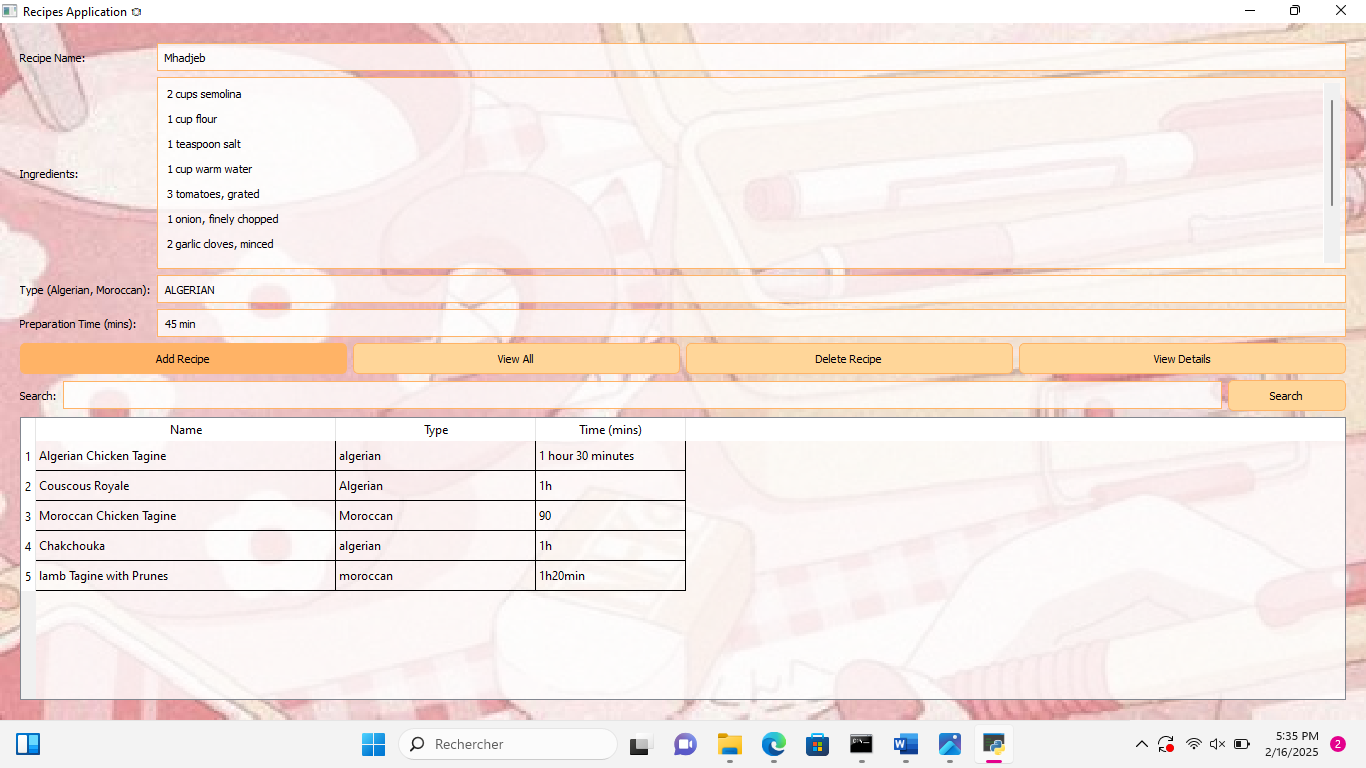 Recipes Application
Recipe Name: Mhadjeb
Ingredients:
2 cups semolina
1 cup flour
1 teaspoon salt
1 cup warm water
3 tomatoes, grated
1 onion, finely chopped
2 garlic cloves, minced
Type (Algerian, Moroccan): ALGERIAN
Preparation Time (mins): 45 min
Add Recipe View All Delete Recipe View Details
Search: Search
Name Type Time (mins)
1 Algerian Chicken Tagine algerian 1 hour 30 minutes
2 Couscous Royale Algerian 1h
3 Moroccan Chicken Tagine Moroccan 90
4 Chakchouka algerian 1h
5 lamb Tagine with Prunes moroccan 1h20min
Rechercher
5:35 PM
2/16/2025
2